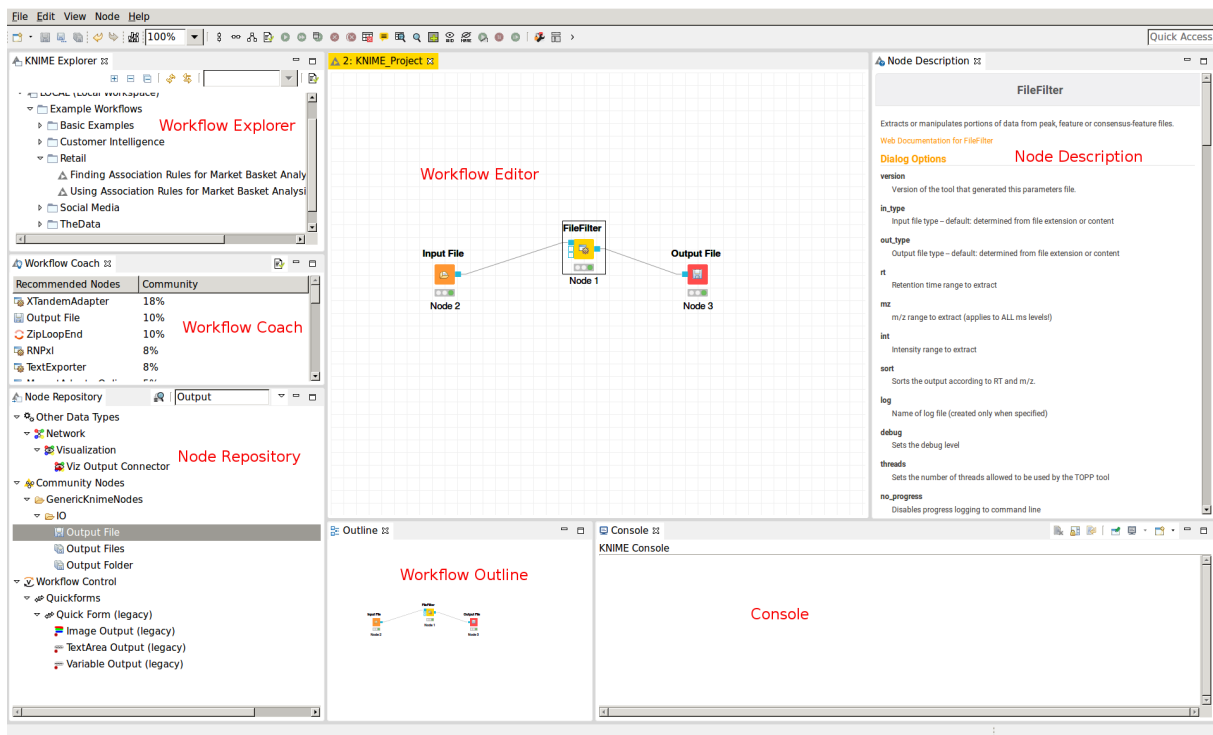 File Edit View Node Help
100%
Quick Access
KNIME Explorer
LOCAL (Local Workspace)
Example Workflows
Basic Examples
Customer Intelligence
Retail
Finding Association Rules for Market Basket Analy
Using Association Rules for Market Basket Analysi
Social Media
TheData
Workflow Explorer
Workflow Coach
Recommended Nodes Community
XTandemAdapter 18%
Output File 10%
ZipLoopEnd 10%
RNPxl 8%
TextExporter 8%
Workflow Coach
Node Repository
Output
Other Data Types
Network
Visualization
Viz Output Connector
Community Nodes
GenericKnimeNodes
IO
Output File
Output Files
Output Folder
Workflow Control
Quickforms
Quick Form (legacy)
Image Output (legacy)
TextArea Output (legacy)
Variable Output (legacy)
Node Repository
2: KNIME_Project
Workflow Editor
Input File
Node 2
FileFilter
Node 1
Output File
Node 3
Outline
Workflow Outline
Input File
Node 2
FileFilter
Node 1
Output File
Node 3
Console
KNIME Console
Console
Node Description
FileFilter
Extracts or manipulates portions of data from peak, feature or consensus-feature files.
Web Documentation for FileFilter
Dialog Options
Node Description
version
Version of the tool that generated this parameters file.
in_type
Input file type – default: determined from file extension or content
out_type
Output file type – default: determined from file extension or content
rt
Retention time range to extract
mz
m/z range to extract (applies to ALL ms levels!)
int
Intensity range to extract
sort
Sorts the output according to RT and m/z.
log
Name of log file (created only when specified)
debug
Sets the debug level
threads
Sets the number of threads allowed to be used by the TOPP tool
no_progress
Disables progress logging to command line